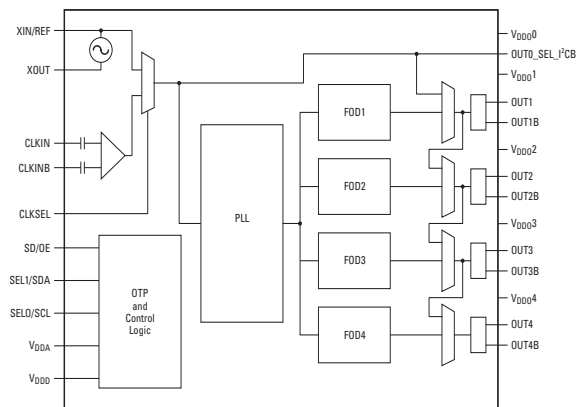 XIN/REF
XOUT
CLKIN
CLKINB
CLKSEL
SD/OE
SEL1/SDA
SEL0/SCL
VDDA
VDDD
OTP
and
Control
Logic
PLL
FOD1
FOD2
FOD3
FOD4
VDDO0
OUT0_SEL_I²CB
VDDO1
OUT1
OUT1B
VDDO2
OUT2
OUT2B
VDDO3
OUT3
OUT3B
VDDO4
OUT4
OUT4B